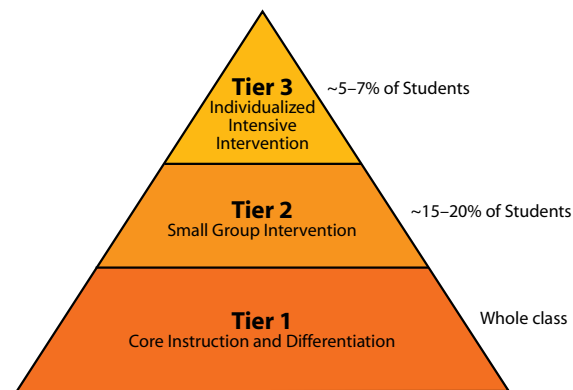 Tier 3
Individualized
Intensive
Intervention
~5–7% of Students
Tier 2
Small Group Intervention
~15–20% of Students
Tier 1
Core Instruction and Differentiation
Whole class